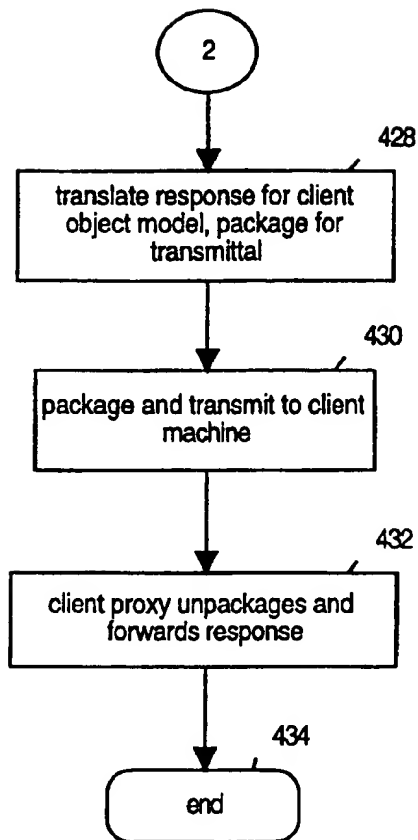 2
428
translate response for client
object model, package for
transmittal
430
package and transmit to client
machine
432
client proxy unpackages and
forwards response
434
end